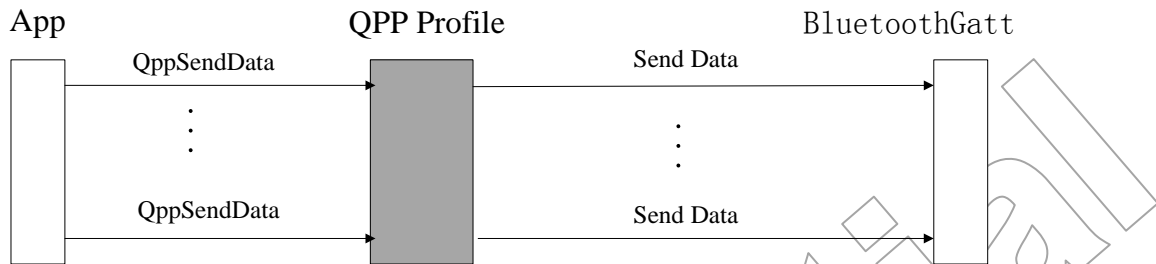 App
QPP Profile
BluetoothGatt
QppSendData
Send Data
QppSendData
Send Data